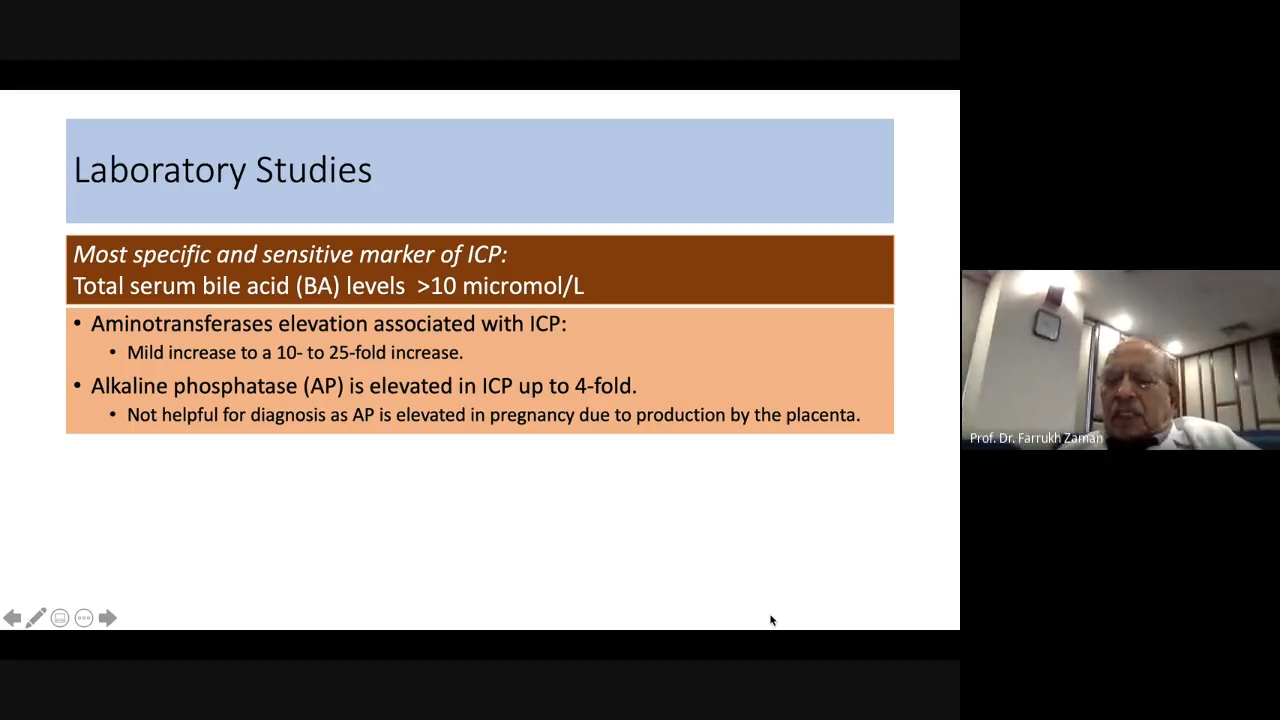 Laboratory Studies
Most specific and sensitive marker of ICP:
Total serum bile acid (BA) levels >10 micromol/L
• Aminotransferases elevation associated with ICP:
• Mild increase to a 10- to 25-fold increase.
• Alkaline phosphatase (AP) is elevated in ICP up to 4-fold.
• Not helpful for diagnosis as AP is elevated in pregnancy due to production by the placenta.
Prof. Dr. Farrukh Zaman